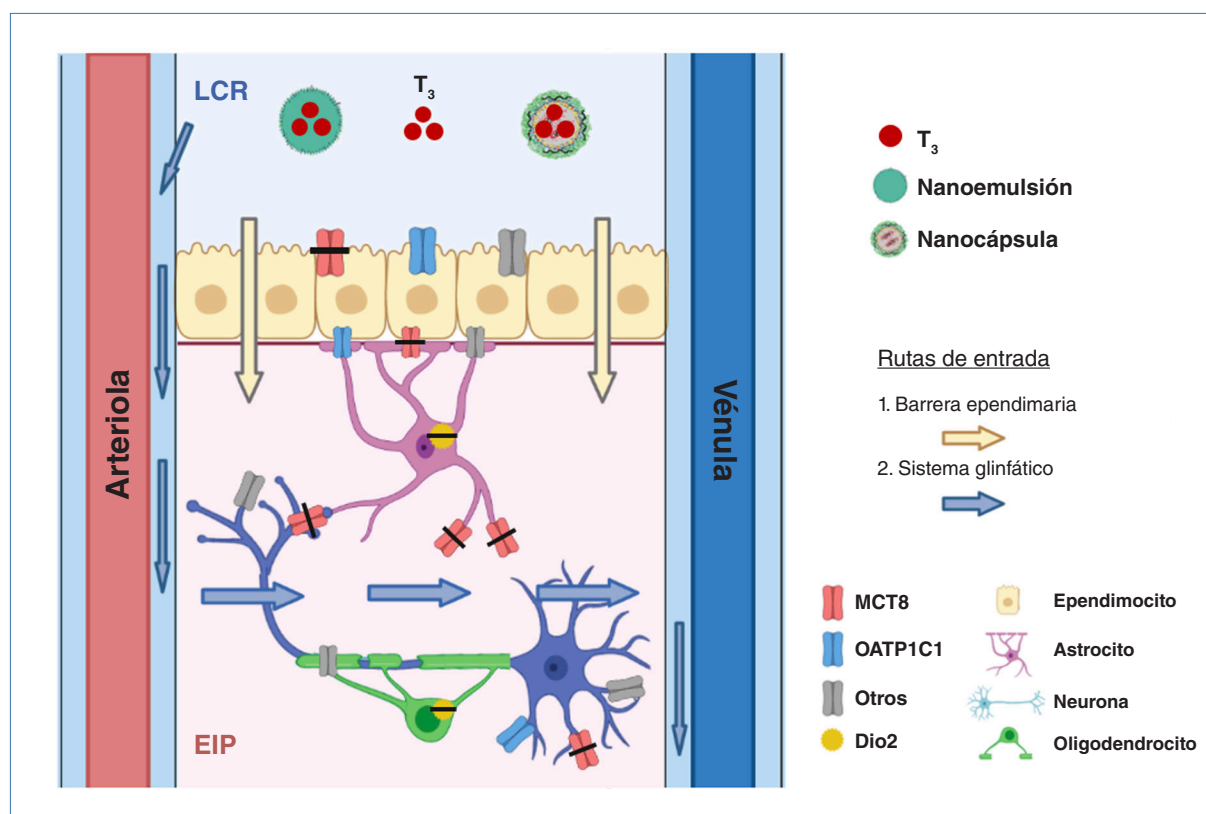 LCR
T3
Arteriola
Vénula
EIP
T3
Nanoemulsión
Nanocápsula
Rutas de entrada
1. Barrera ependimaria
2. Sistema glinfático
MCT8
OATP1C1
Otros
Dio2
Ependimocito
Astrocito
Neurona
Oligodendrocito